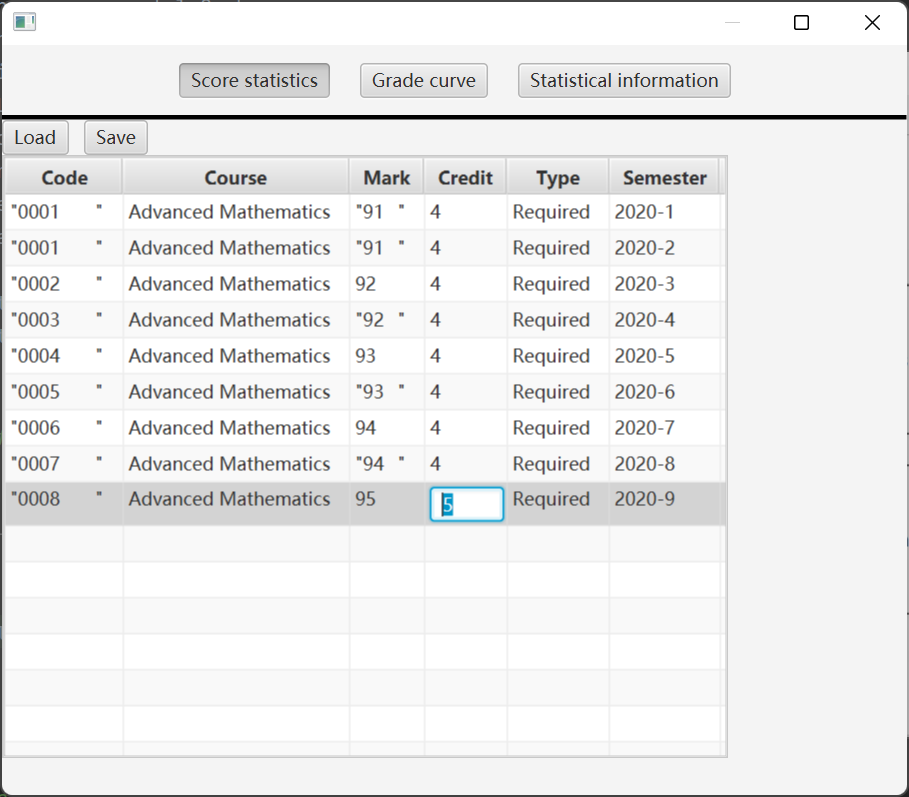 Score statistics Grade curve Statistical information
Load Save
Code Course Mark Credit Type Semester
"0001 " Advanced Mathematics "91 " 4 Required 2020-1
"0001 " Advanced Mathematics "91 " 4 Required 2020-2
"0002 " Advanced Mathematics 92 4 Required 2020-3
"0003 " Advanced Mathematics "92 " 4 Required 2020-4
"0004 " Advanced Mathematics 93 4 Required 2020-5
"0005 " Advanced Mathematics "93 " 4 Required 2020-6
"0006 " Advanced Mathematics 94 4 Required 2020-7
"0007 " Advanced Mathematics "94 " 4 Required 2020-8
"0008 " Advanced Mathematics 95 5 Required 2020-9